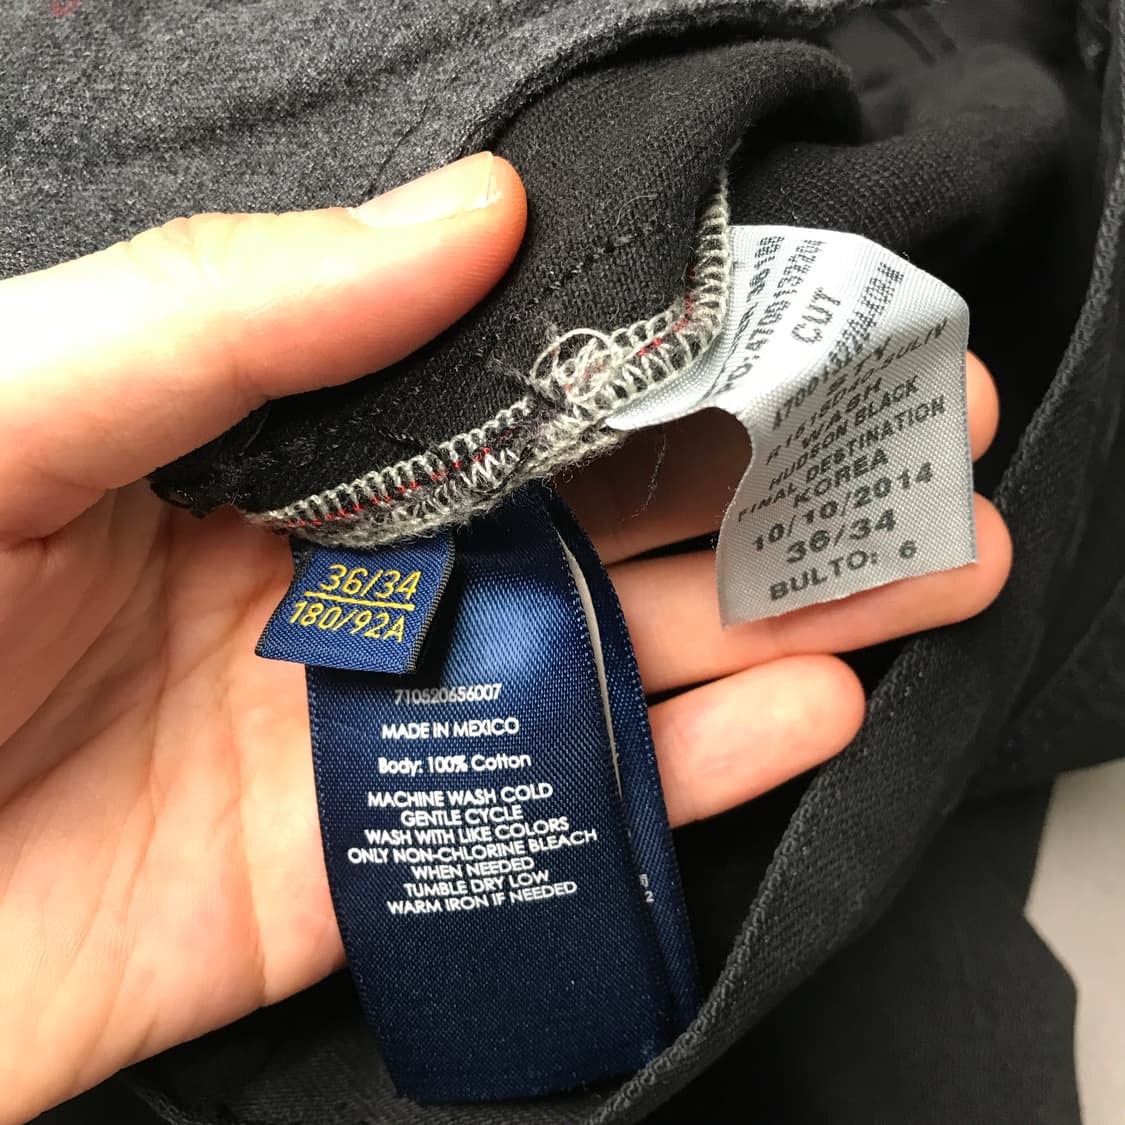 36/34
180/92A
710520656007
MADE IN MEXICO
Body: 100% Cotton
MACHINE WASH COLD
GENTLE CYCLE
WASH WITH LIKE COLORS
ONLY NON-CHLORINE BLEACH
WHEN NEEDED
TUMBLE DRY LOW
WARM IRON IF NEEDED
CUT
WASH
HUDSON BLACK
FINAL DESTINATION
KOREA
10/10/2014
36/34
BULTO: 6